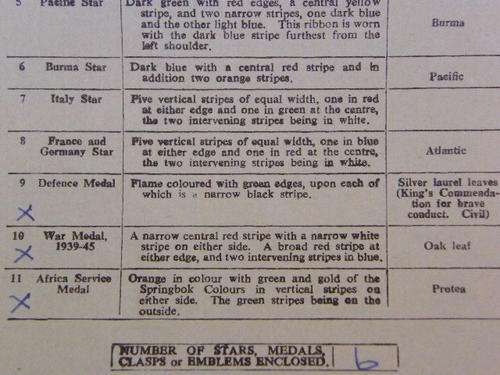 5 Pacific Star Dark green with red edges, a central yellow
stripe, and two narrow stripes, one dark blue
and the other light blue. This ribbon is worn
with the dark blue stripe furthest from the
left shoulder.
Burma
6 Burma Star Dark blue with a central red stripe and in
addition two orange stripes.
Pacific
7 Italy Star Five vertical stripes of equal width, one in red
at either edge and one in green at the centre,
the two intervening stripes being in white.
8 France and
Germany Star
Five vertical stripes of equal width, one in blue
at either edge and one in red at the centre,
the two intervening stripes being in white.
Atlantic
9 Defence Medal
X
Flame coloured with green edges, upon each of
which is a narrow black stripe.
Silver laurel leaves
(King's Commenda-
tion for brave
conduct. Civil)
10 War Medal,
1939-45
X
A narrow central red stripe with a narrow white
stripe on either side. A broad red stripe at
either edge, and two intervening stripes in blue.
Oak leaf
11 Africa Service
Medal
X
Orange in colour with green and gold of the
Springbok Colours in vertical stripes on
either side. The green stripes being on the
outside.
Protea
NUMBER OF STARS, MEDALS,
CLASPS or EMBLEMS ENCLOSED.
6